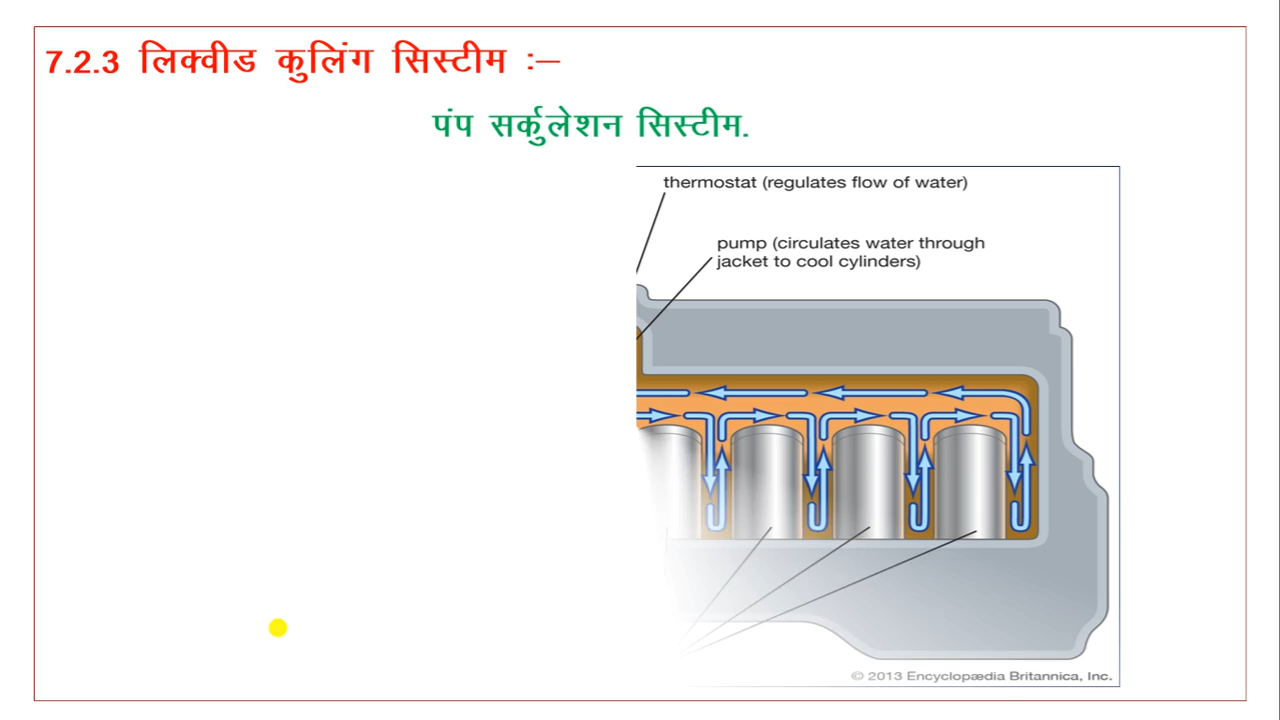 7.2.3 लिक्वीड कुलिंग सिस्टीम :–
पंप सर्कुलेशन सिस्टीम.
thermostat (regulates flow of water)
pump (circulates water through
jacket to cool cylinders)
© 2013 Encyclopædia Britannica, Inc.